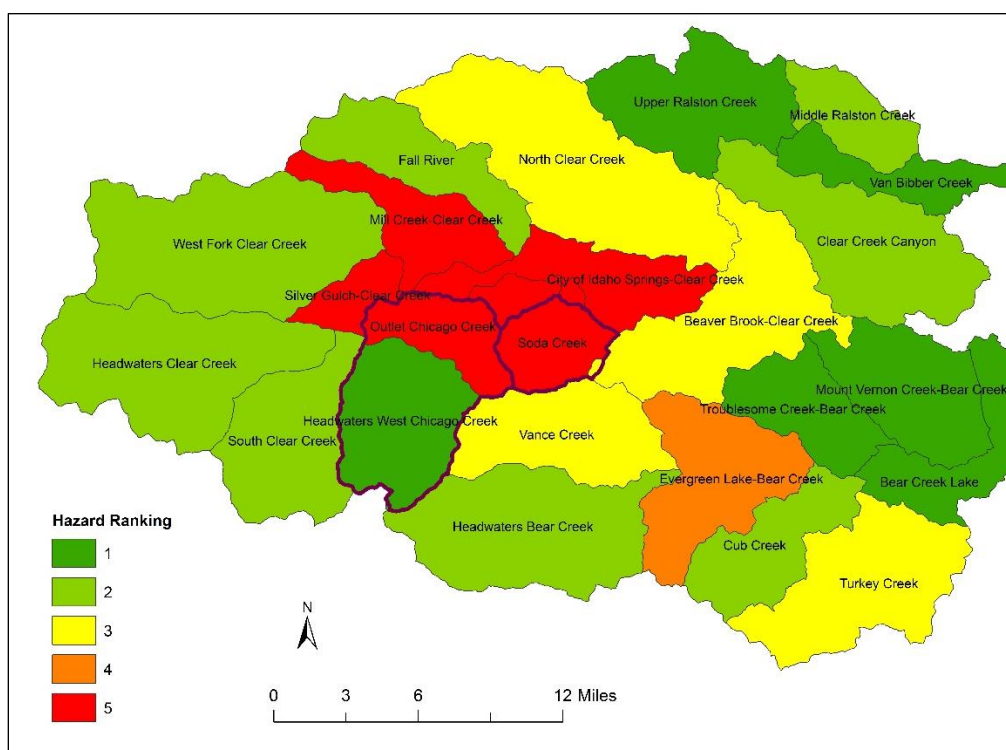 Upper Ralston Creek
Middle Ralston Creek
Fall River
North Clear Creek
Van Bibber Creek
Mill Creek-Clear Creek
West Fork Clear Creek
Clear Creek Canyon
City of Idaho Springs-Clear Creek
Silver Gulch-Clear Creek
Outlet Chicago Creek
Beaver Brook-Clear Creek
Soda Creek
Headwaters Clear Creek
Mount Vernon Creek-Bear Creek
Troublesome Creek-Bear Creek
Headwaters West Chicago Creek
South Clear Creek
Vance Creek
Evergreen Lake-Bear Creek
Bear Creek Lake
Headwaters Bear Creek
Cub Creek
Turkey Creek
Hazard Ranking
1
2
3
4
5
N
0 3 6 12 Miles